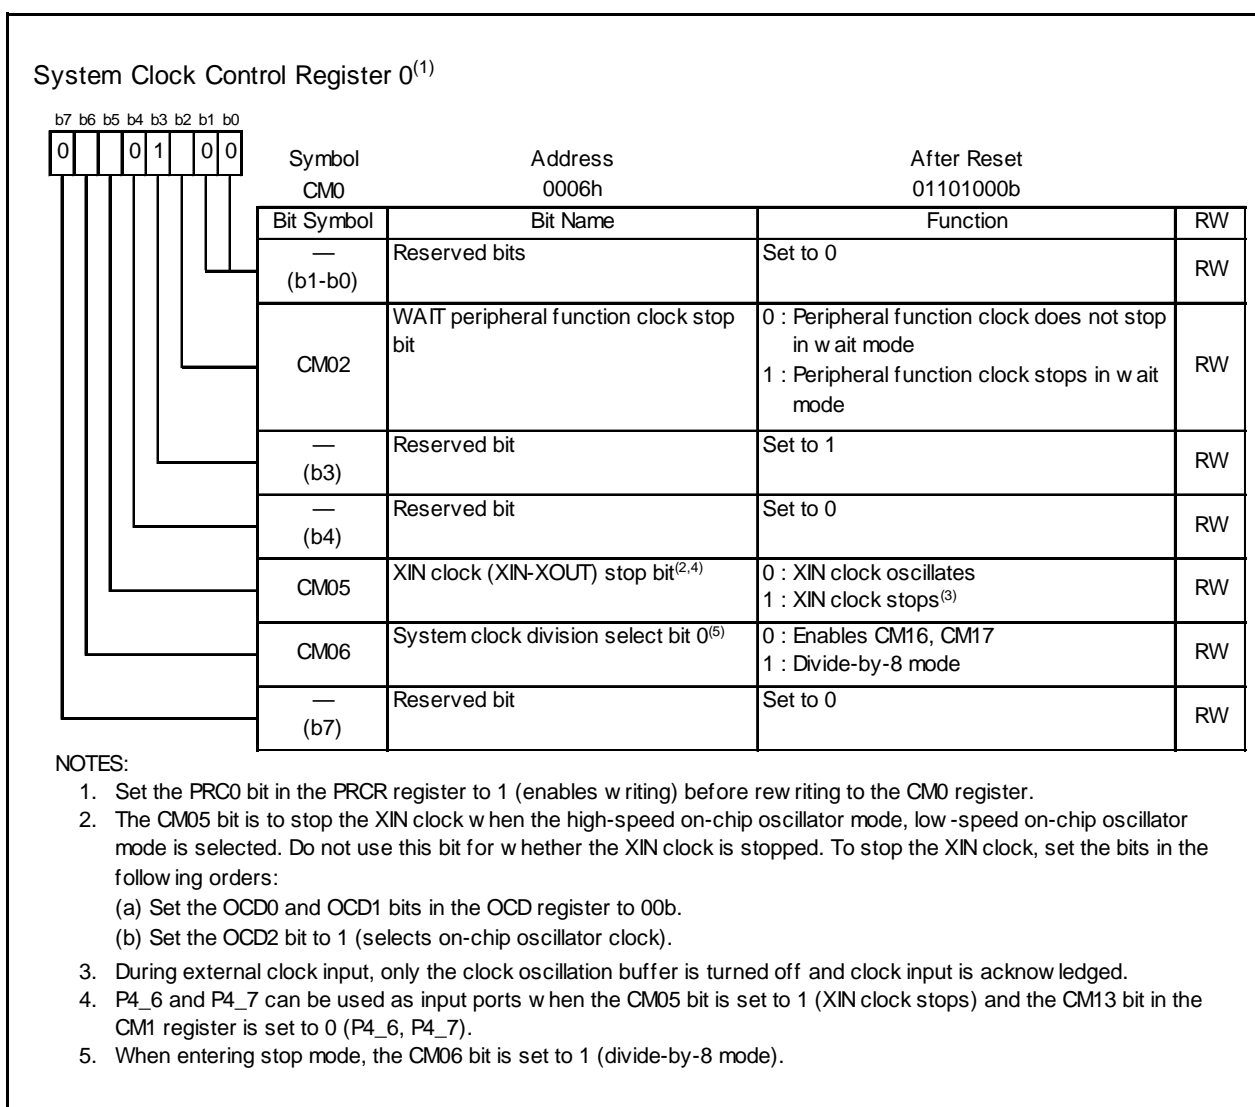 System Clock Control Register 0(1)
b7 b6 b5 b4 b3 b2 b1 b0
0 0 1 0 0
Symbol Address After Reset
CM0 0006h 01101000b
Bit Symbol Bit Name Function RW
— (b1-b0) Reserved bits Set to 0 RW
CM02 WAIT peripheral function clock stop bit 0 : Peripheral function clock does not stop in wait mode 1 : Peripheral function clock stops in wait mode RW
— (b3) Reserved bit Set to 1 RW
— (b4) Reserved bit Set to 0 RW
CM05 XIN clock (XIN-XOUT) stop bit(2,4) 0 : XIN clock oscillates 1 : XIN clock stops(3) RW
CM06 System clock division select bit 0(5) 0 : Enables CM16, CM17 1 : Divide-by-8 mode RW
— (b7) Reserved bit Set to 0 RW
NOTES:
1. Set the PRC0 bit in the PRCR register to 1 (enables writing) before rewriting to the CM0 register.
2. The CM05 bit is to stop the XIN clock when the high-speed on-chip oscillator mode, low-speed on-chip oscillator
mode is selected. Do not use this bit for whether the XIN clock is stopped. To stop the XIN clock, set the bits in the
following orders:
(a) Set the OCD0 and OCD1 bits in the OCD register to 00b.
(b) Set the OCD2 bit to 1 (selects on-chip oscillator clock).
3. During external clock input, only the clock oscillation buffer is turned off and clock input is acknowledged.
4. P4_6 and P4_7 can be used as input ports when the CM05 bit is set to 1 (XIN clock stops) and the CM13 bit in the
CM1 register is set to 0 (P4_6, P4_7).
5. When entering stop mode, the CM06 bit is set to 1 (divide-by-8 mode).